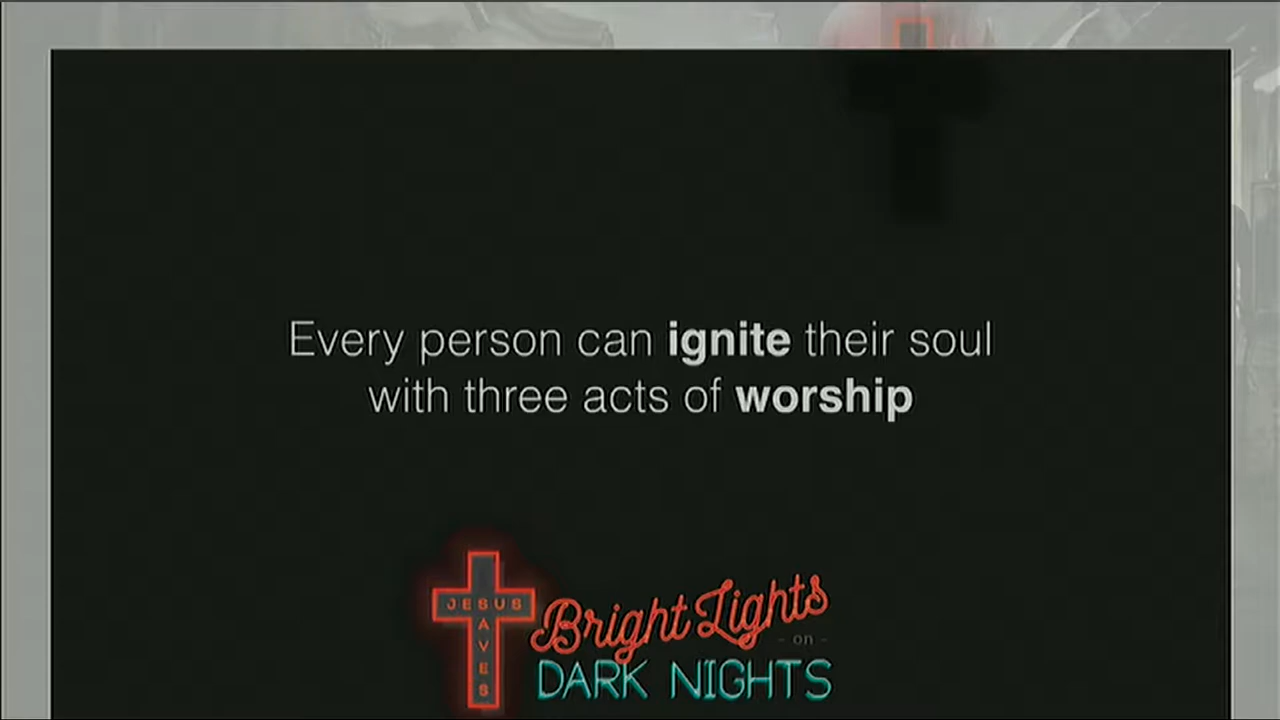 Every person can ignite their soul
with three acts of worship
JESUS
SAVES
Bright Lights
- on -
DARK NIGHTS